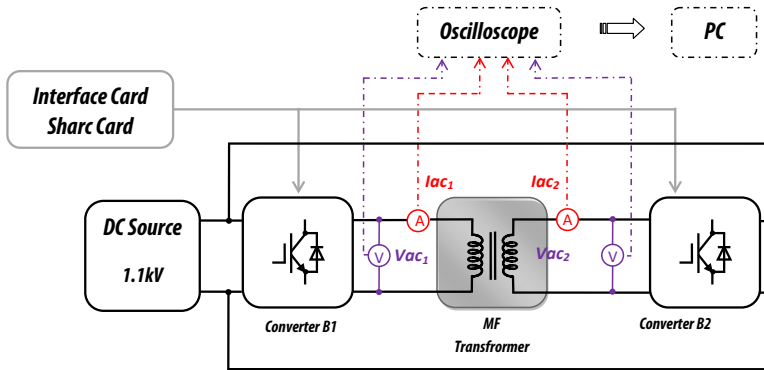 Oscilloscope
PC
Interface Card
Sharc Card
Iac1
Iac2
A
A
DC Source
1.1kV
V
Vac1
Vac2
V
Converter B1
MF
Transfromer
Converter B2